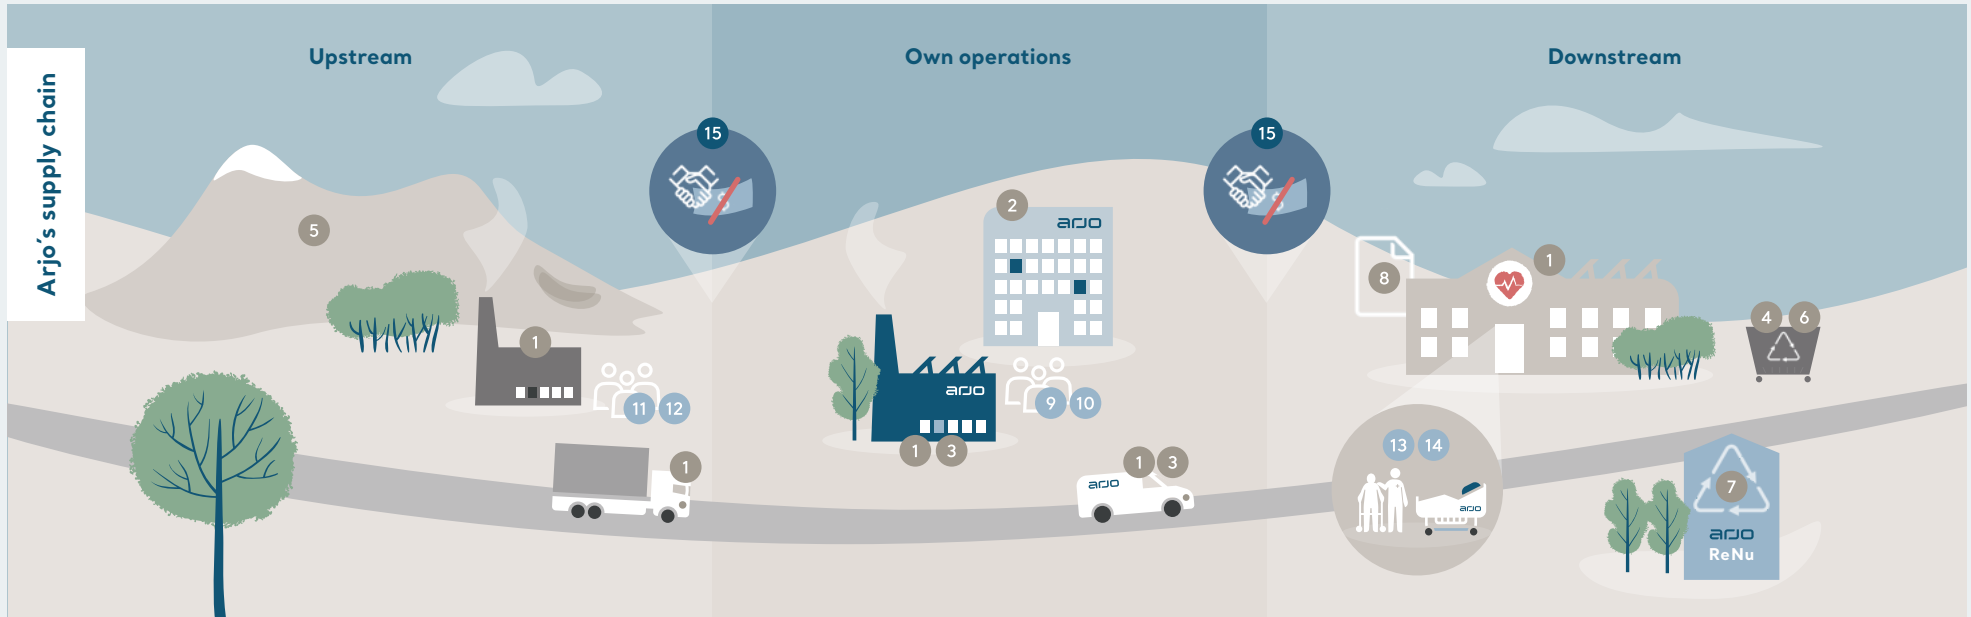 Arjo´s supply chain
Upstream
Own operations
Downstream
15
15
5
2
arjo
1
8
1
4 6
1
11 12
arjo
9 10
1 3
1
arjo
1 3
13 14
arjo
7
arjo
ReNu